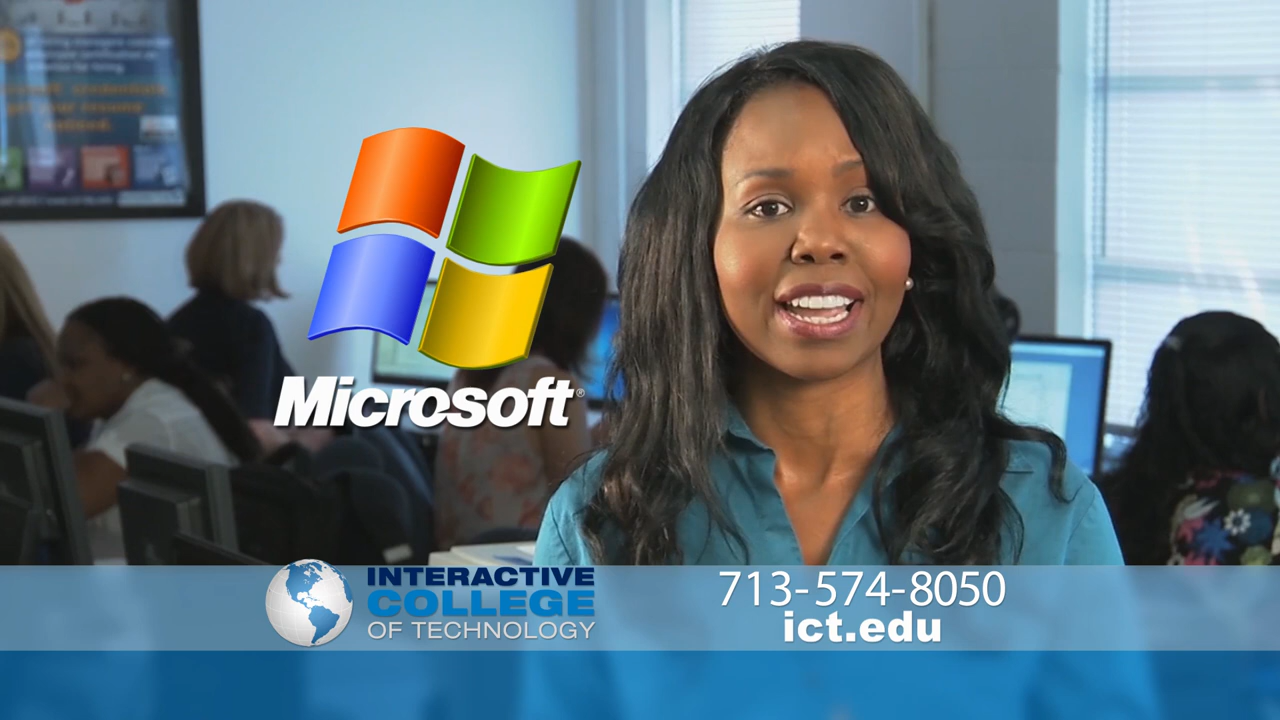 Microsoft®
INTERACTIVE
COLLEGE
OF TECHNOLOGY
713-574-8050
ict.edu